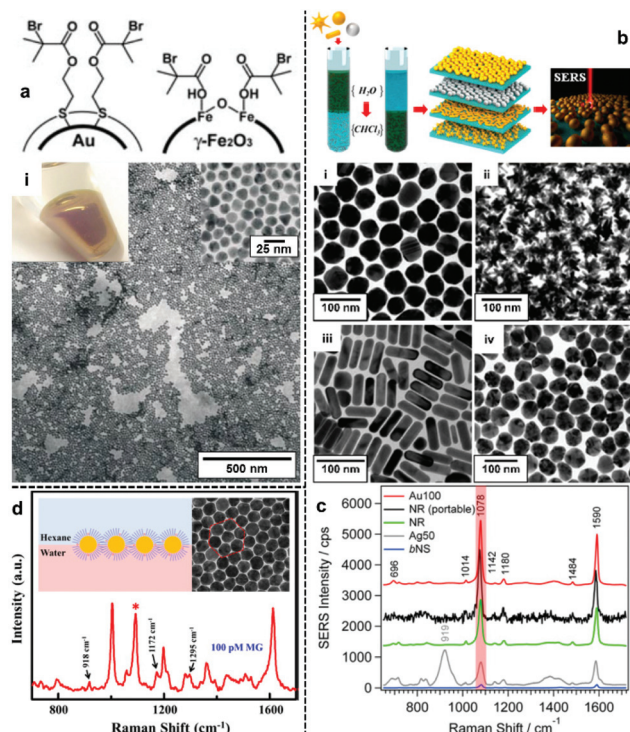 a
Br
Br
O
O
O
O
S
S
Au
Br
Br
O
O
HO
OH
Fe
O
Fe
γ-Fe₂O₃
b
{ H₂O }
{CHCl₃}
SERS
i
25 nm
500 nm
i
100 nm
ii
100 nm
iii
100 nm
iv
100 nm
d
Hexane
Water
Intensity (a.u.)
918 cm⁻¹
*
1172 cm⁻¹
1295 cm⁻¹
100 pM MG
800
1200
1600
Raman Shift (cm⁻¹)
c
6000
5000
4000
3000
2000
1000
0
SERS Intensity / cps
Au100
NR (portable)
NR
Ag50
bNS
696
919
1014
1078
1142
1180
1484
1590
800
1000
1200
1400
1600
Raman Shift / cm⁻¹